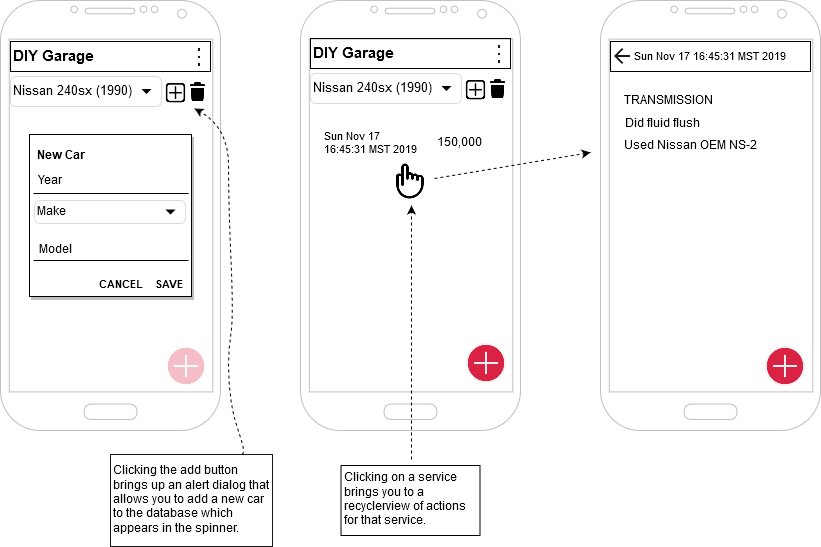 DIY Garage
Nissan 240sx (1990)
New Car
Year
Make
Model
CANCEL SAVE
Clicking the add button
brings up an alert dialog that
allows you to add a new car
to the database which
appears in the spinner.
DIY Garage
Nissan 240sx (1990)
Sun Nov 17
16:45:31 MST 2019
150,000
Clicking on a service
brings you to a
recyclerview of actions
for that service.
Sun Nov 17 16:45:31 MST 2019
TRANSMISSION
Did fluid flush
Used Nissan OEM NS-2